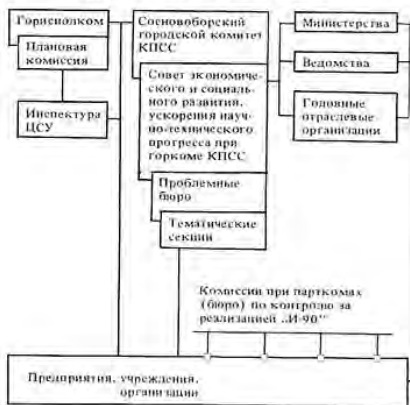 Горисполком
Плановая
комиссия
Инспектура
ЦСУ
Сосновоборский
городской комитет
КПСС
Совет экономиче-
ского и социаль-
ного развития,
ускорения науч-
но-технического
прогресса при
горкоме КПСС
Проблемные
бюро
Тематические
секции
Министерства
Ведомства
Головные
отраслевые
организации
Комиссии при парткомах
(бюро) по контролю за
реализацией „И-90"
Предприятия, учреждения,
организации